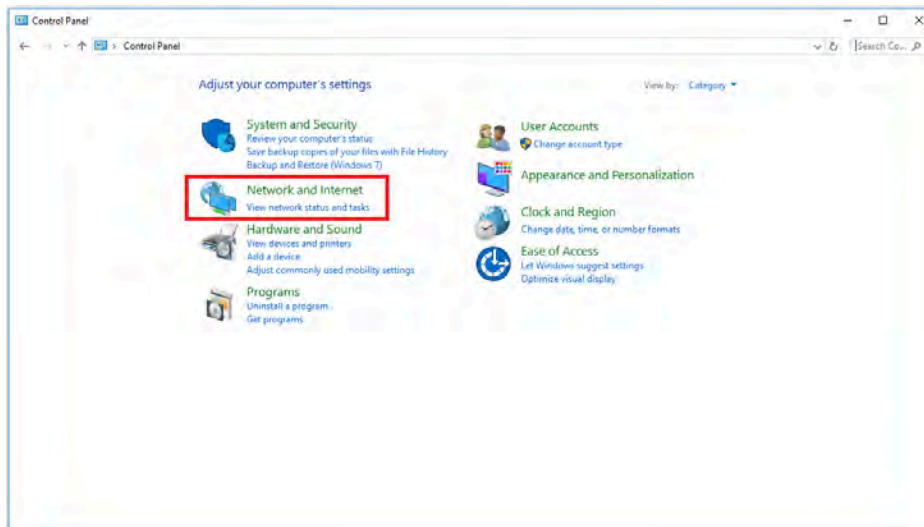 Control Panel
Control Panel
Search Co...
Adjust your computer's settings
View by: Category
System and Security
Review your computer's status
Save backup copies of your files with File History
Backup and Restore (Windows 7)
Network and Internet
View network status and tasks
Hardware and Sound
View devices and printers
Add a device
Adjust commonly used mobility settings
Programs
Uninstall a program
Get programs
User Accounts
Change account type
Appearance and Personalization
Clock and Region
Change date, time, or number formats
Ease of Access
Let Windows suggest settings
Optimize visual display